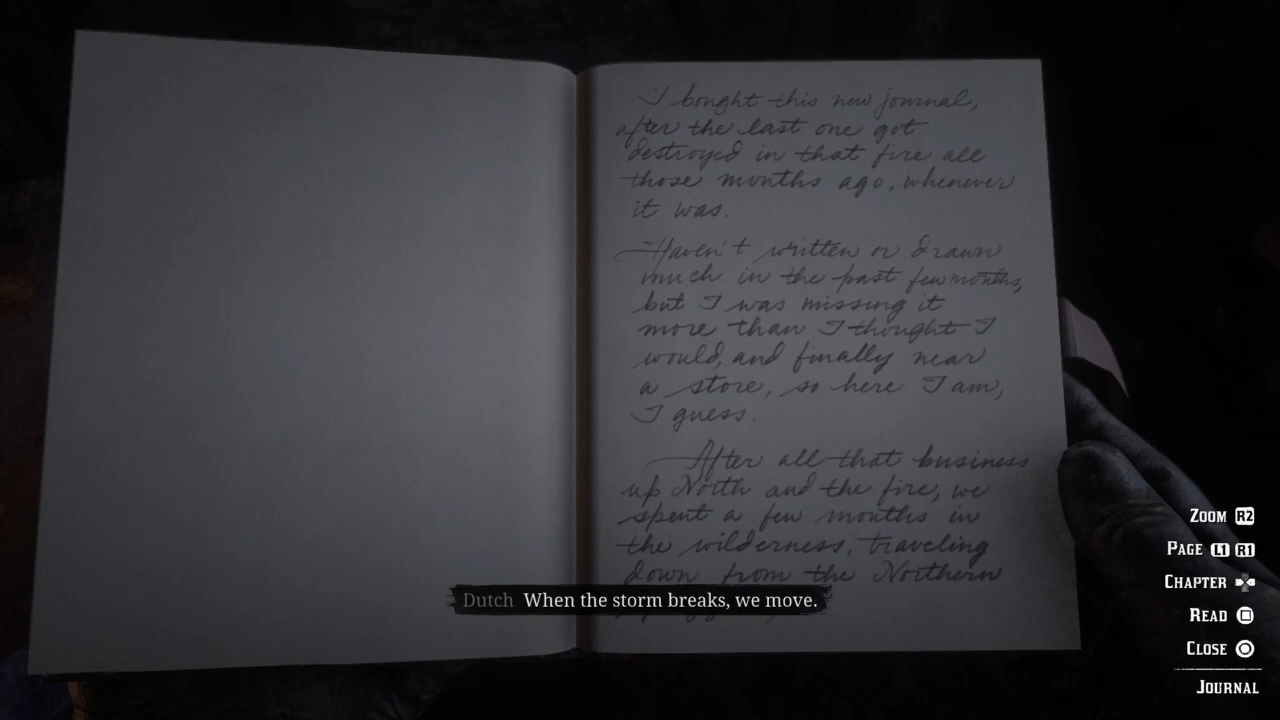 I bought this new journal,
after the last one got
destroyed in that fire all
those months ago, whenever
it was.
Haven't written or drawn
much in the past few months,
but I was missing it
more than I thought I
would, and finally near
a store, so here I am,
I guess.
After all that business
up North and the fire, we
spent a few months in
the wilderness, traveling
down from the Northern
Dutch When the storm breaks, we move.
ZOOM R2
PAGE L1 R1
CHAPTER
READ
CLOSE
JOURNAL